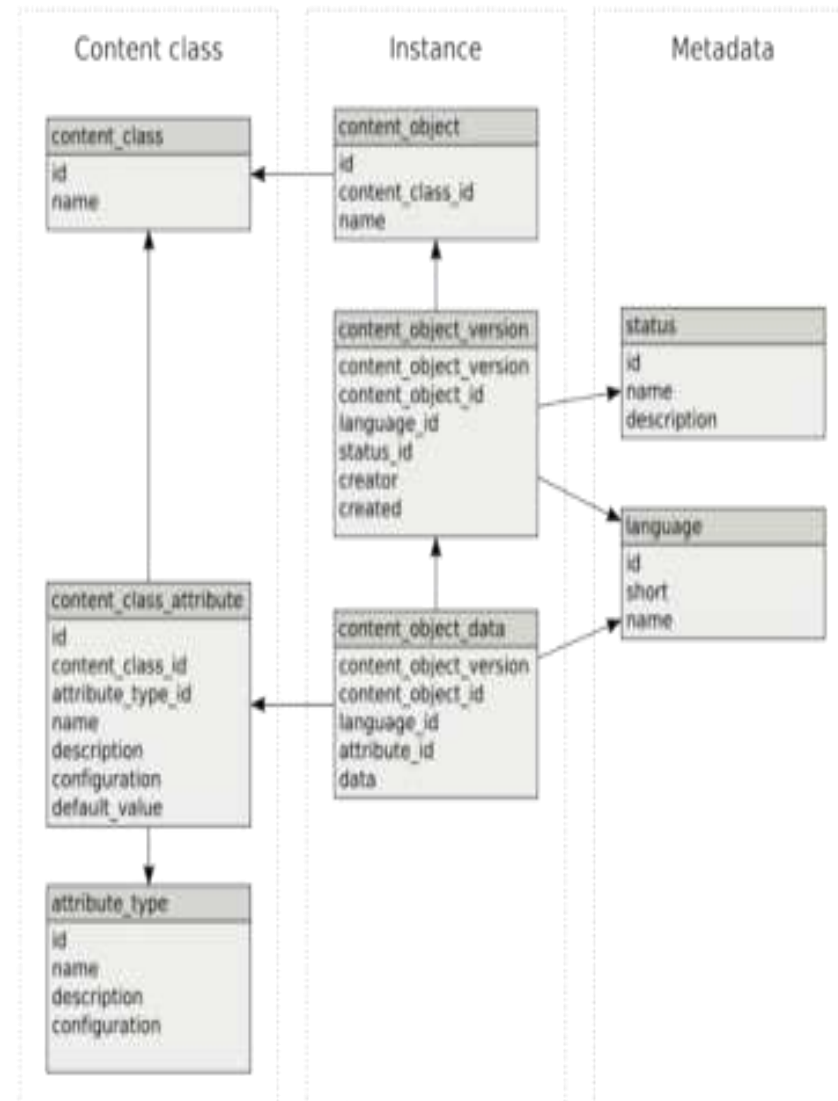 Content class
content_class
id
name
content_class_attribute
id
content_class_id
attribute_type_id
name
description
configuration
default_value
attribute_type
id
name
description
configuration
Instance
content_object
id
content_class_id
name
content_object_version
content_object_version
content_object_id
language_id
status_id
creator
created
content_object_data
content_object_version
content_object_id
language_id
attribute_id
data
Metadata
status
id
name
description
language
id
short
name